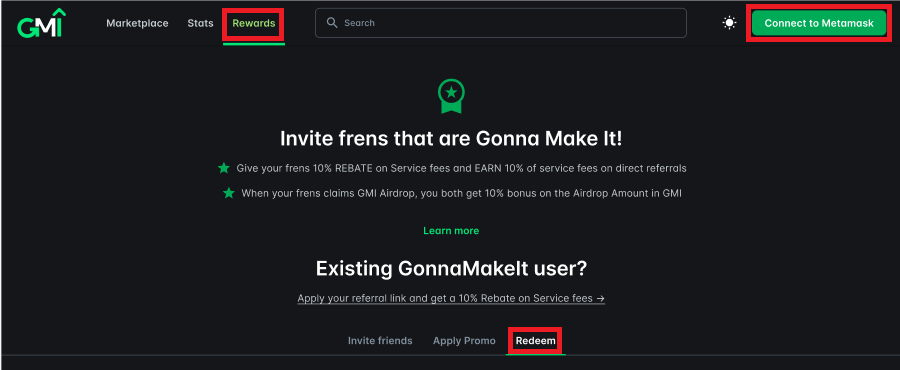 GMI
Marketplace Stats Rewards Search Connect to Metamask
Invite frens that are Gonna Make It!
Give your frens 10% REBATE on Service fees and EARN 10% of service fees on direct referrals
When your frens claims GMI Airdrop, you both get 10% bonus on the Airdrop Amount in GMI
Learn more
Existing GonnaMakeIt user?
Apply your referral link and get a 10% Rebate on Service fees →
Invite friends Apply Promo Redeem